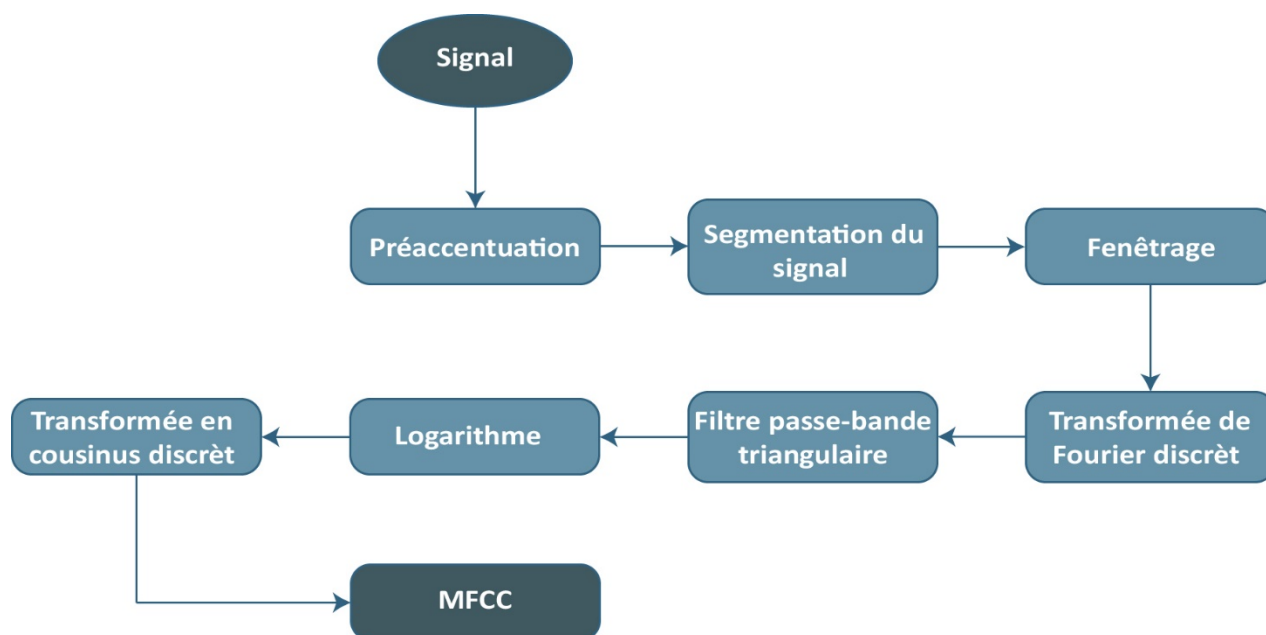 Signal
Préaccentuation
Segmentation du
signal
Fenêtrage
Transformée de
Fourier discrèt
Filtre passe-bande
triangulaire
Logarithme
Transformée en
cousinus discrèt
MFCC